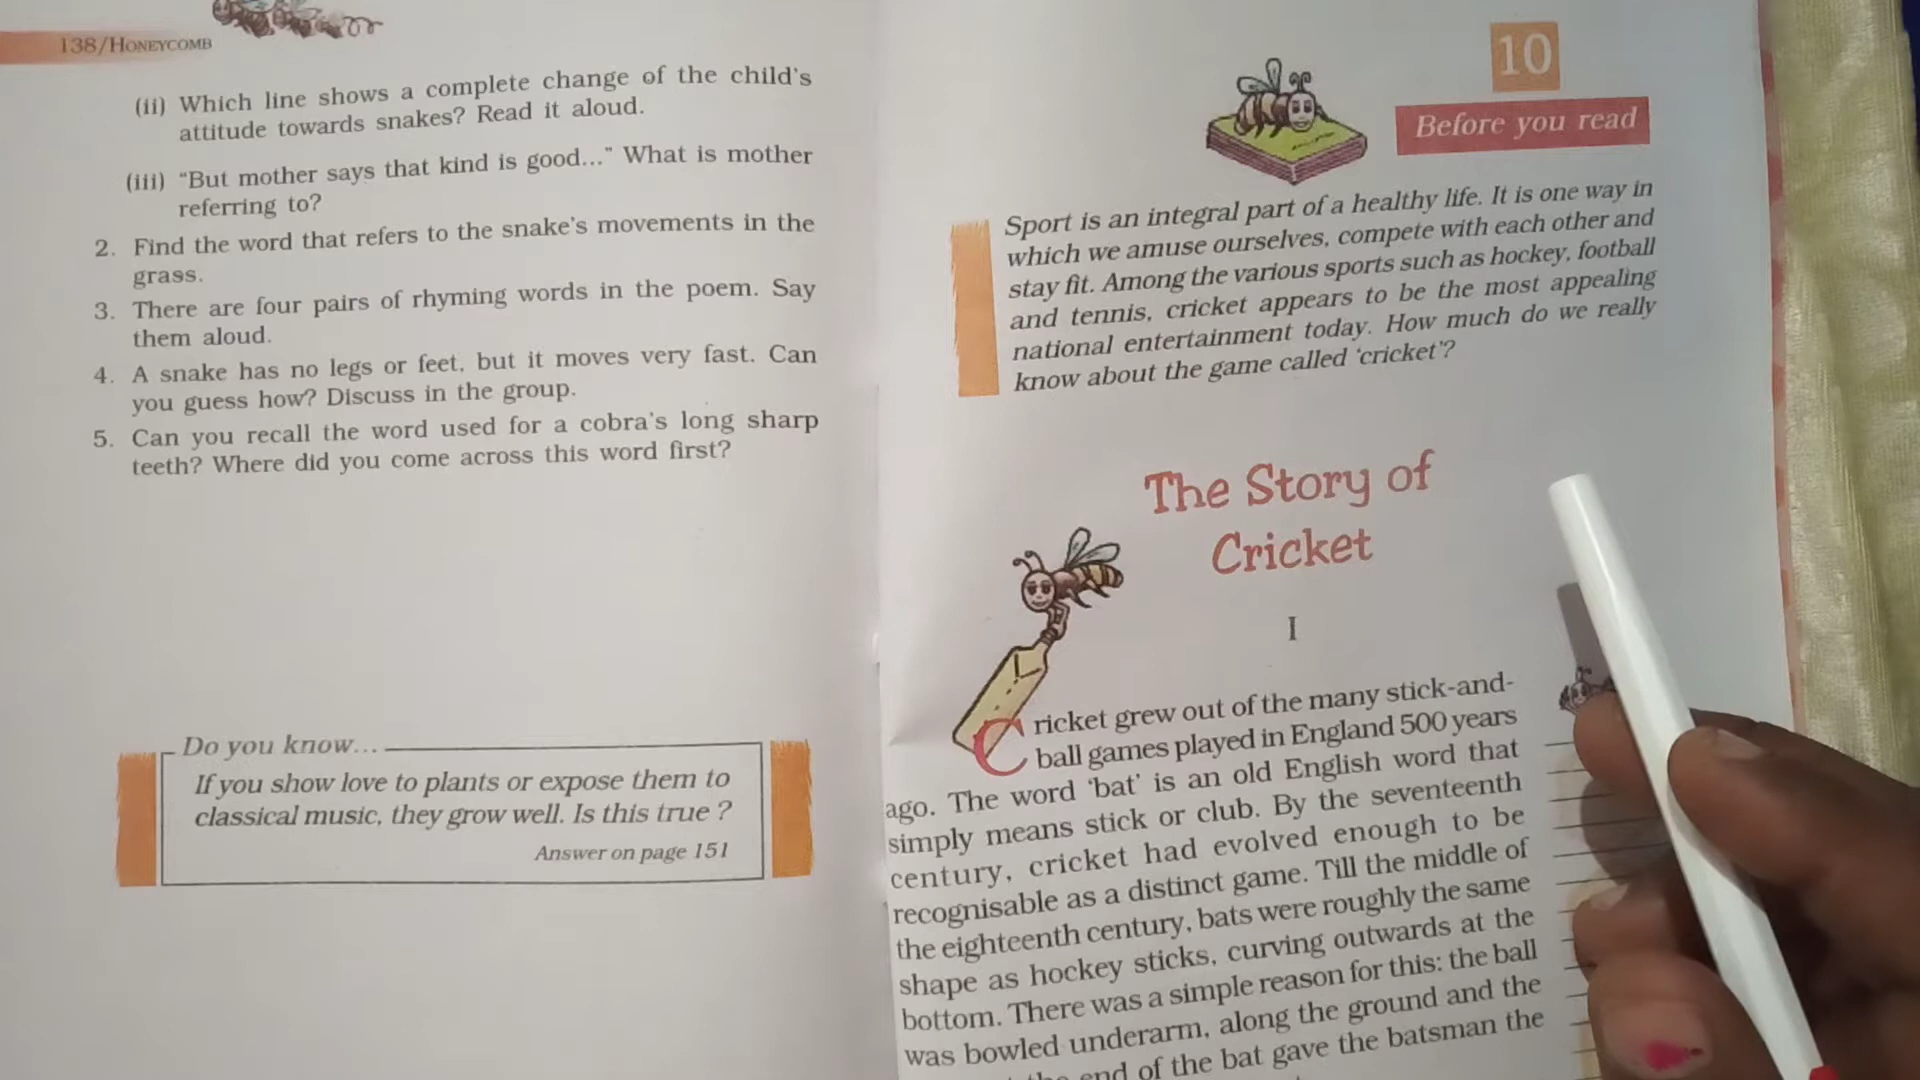 138/HONEYCOMB
(ii) Which line shows a complete change of the child's
attitude towards snakes? Read it aloud.
(iii) “But mother says that kind is good...” What is mother
referring to?
2. Find the word that refers to the snake's movements in the
grass.
3. There are four pairs of rhyming words in the poem. Say
them aloud.
4. A snake has no legs or feet, but it moves very fast. Can
you guess how? Discuss in the group.
5. Can you recall the word used for a cobra's long sharp
teeth? Where did you come across this word first?
Do you know...
If you show love to plants or expose them to
classical music, they grow well. Is this true ?
Answer on page 151
10
Before you read
Sport is an integral part of a healthy life. It is one way in
which we amuse ourselves, compete with each other and
stay fit. Among the various sports such as hockey, football
and tennis, cricket appears to be the most appealing
national entertainment today. How much do we really
know about the game called ‘cricket’?
The Story of
Cricket
I
Cricket grew out of the many stick-and-
ball games played in England 500 years
ago. The word ‘bat’ is an old English word that
simply means stick or club. By the seventeenth
century, cricket had evolved enough to be
recognisable as a distinct game. Till the middle of
the eighteenth century, bats were roughly the same
shape as hockey sticks, curving outwards at the
bottom. There was a simple reason for this: the ball
was bowled underarm, along the ground and the
the end of the bat gave the batsman the